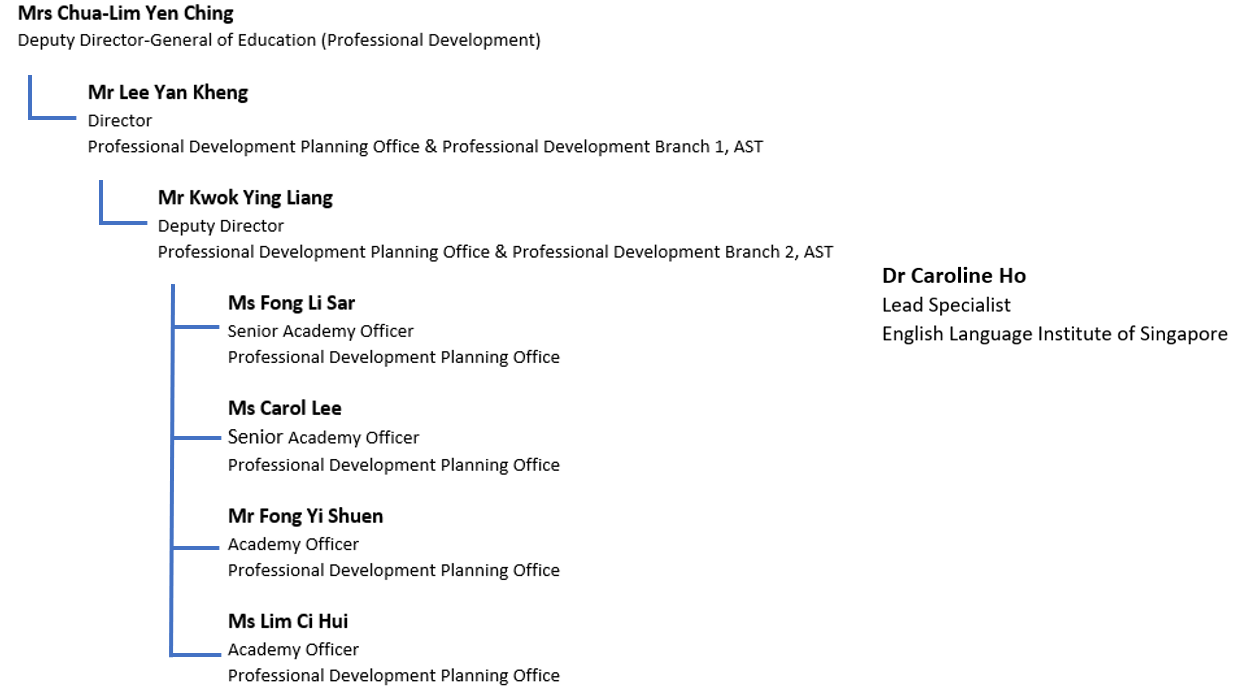 Mrs Chua-Lim Yen Ching
Deputy Director-General of Education (Professional Development)
Mr Lee Yan Kheng
Director
Professional Development Planning Office & Professional Development Branch 1, AST
Mr Kwok Ying Liang
Deputy Director
Professional Development Planning Office & Professional Development Branch 2, AST
Ms Fong Li Sar
Senior Academy Officer
Professional Development Planning Office
Ms Carol Lee
Senior Academy Officer
Professional Development Planning Office
Mr Fong Yi Shuen
Academy Officer
Professional Development Planning Office
Ms Lim Ci Hui
Academy Officer
Professional Development Planning Office
Dr Caroline Ho
Lead Specialist
English Language Institute of Singapore